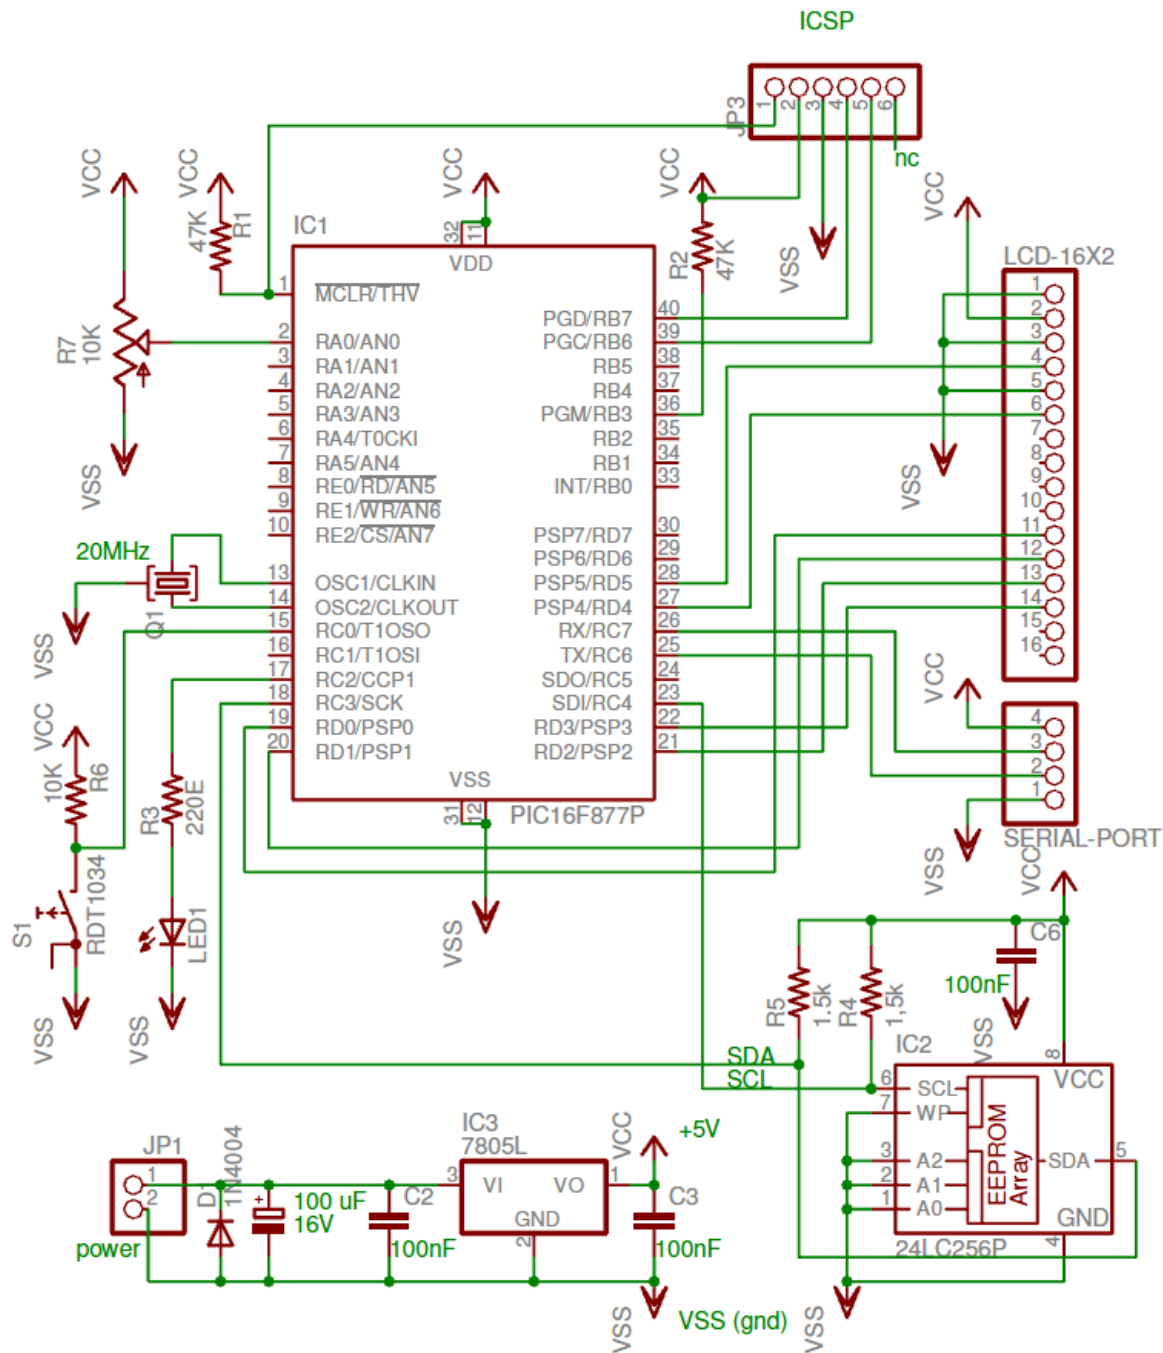 ICSP
JP3
1 2 3 4 5 6
nc
VCC
VCC
VCC
VCC
VCC
47K
R1
IC1
32
11
VDD
R2
47K
VSS
LCD-16X2
1
2
3
4
5
6
7
8
9
10
11
12
13
14
15
16
R7
10K
VSS
VSS
1 MCLR/THV
2 RA0/AN0
3 RA1/AN1
4 RA2/AN2
5 RA3/AN3
6 RA4/T0CKI
7 RA5/AN4
8 RE0/RD/AN5
9 RE1/WR/AN6
10 RE2/CS/AN7
13 OSC1/CLKIN
14 OSC2/CLKOUT
15 RC0/T1OSO
16 RC1/T1OSI
17 RC2/CCP1
18 RC3/SCK
19 RD0/PSP0
20 RD1/PSP1
PGD/RB7 40
PGC/RB6 39
RB5 38
RB4 37
PGM/RB3 36
RB2 35
RB1 34
INT/RB0 33
PSP7/RD7 30
PSP6/RD6 29
PSP5/RD5 28
PSP4/RD4 27
RX/RC7 26
TX/RC6 25
SDO/RC5 24
SDI/RC4 23
RD3/PSP3 22
RD2/PSP2 21
VSS
31
12
PIC16F877P
20MHz
Q1
VSS
VCC
10K
R6
R3
220E
S1
RDT1034
LED1
VSS
VSS
VSS
VCC
4
3
2
1
SERIAL-PORT
VSS
VCC
C6
100nF
VSS
R5
1.5k
R4
1,5k
SDA
SCL
IC2
8
VCC
6 SCL
7 WP
3 A2
2 A1
1 A0
EEPROM
Array
SDA 5
GND
4
24LC256P
VSS
JP1
1
2
power
D1
1N4004
+
100 uF
16V
C2
100nF
IC3
7805L
3 VI
VO 1
GND
2
VCC
+5V
C3
100nF
VSS
VSS (gnd)